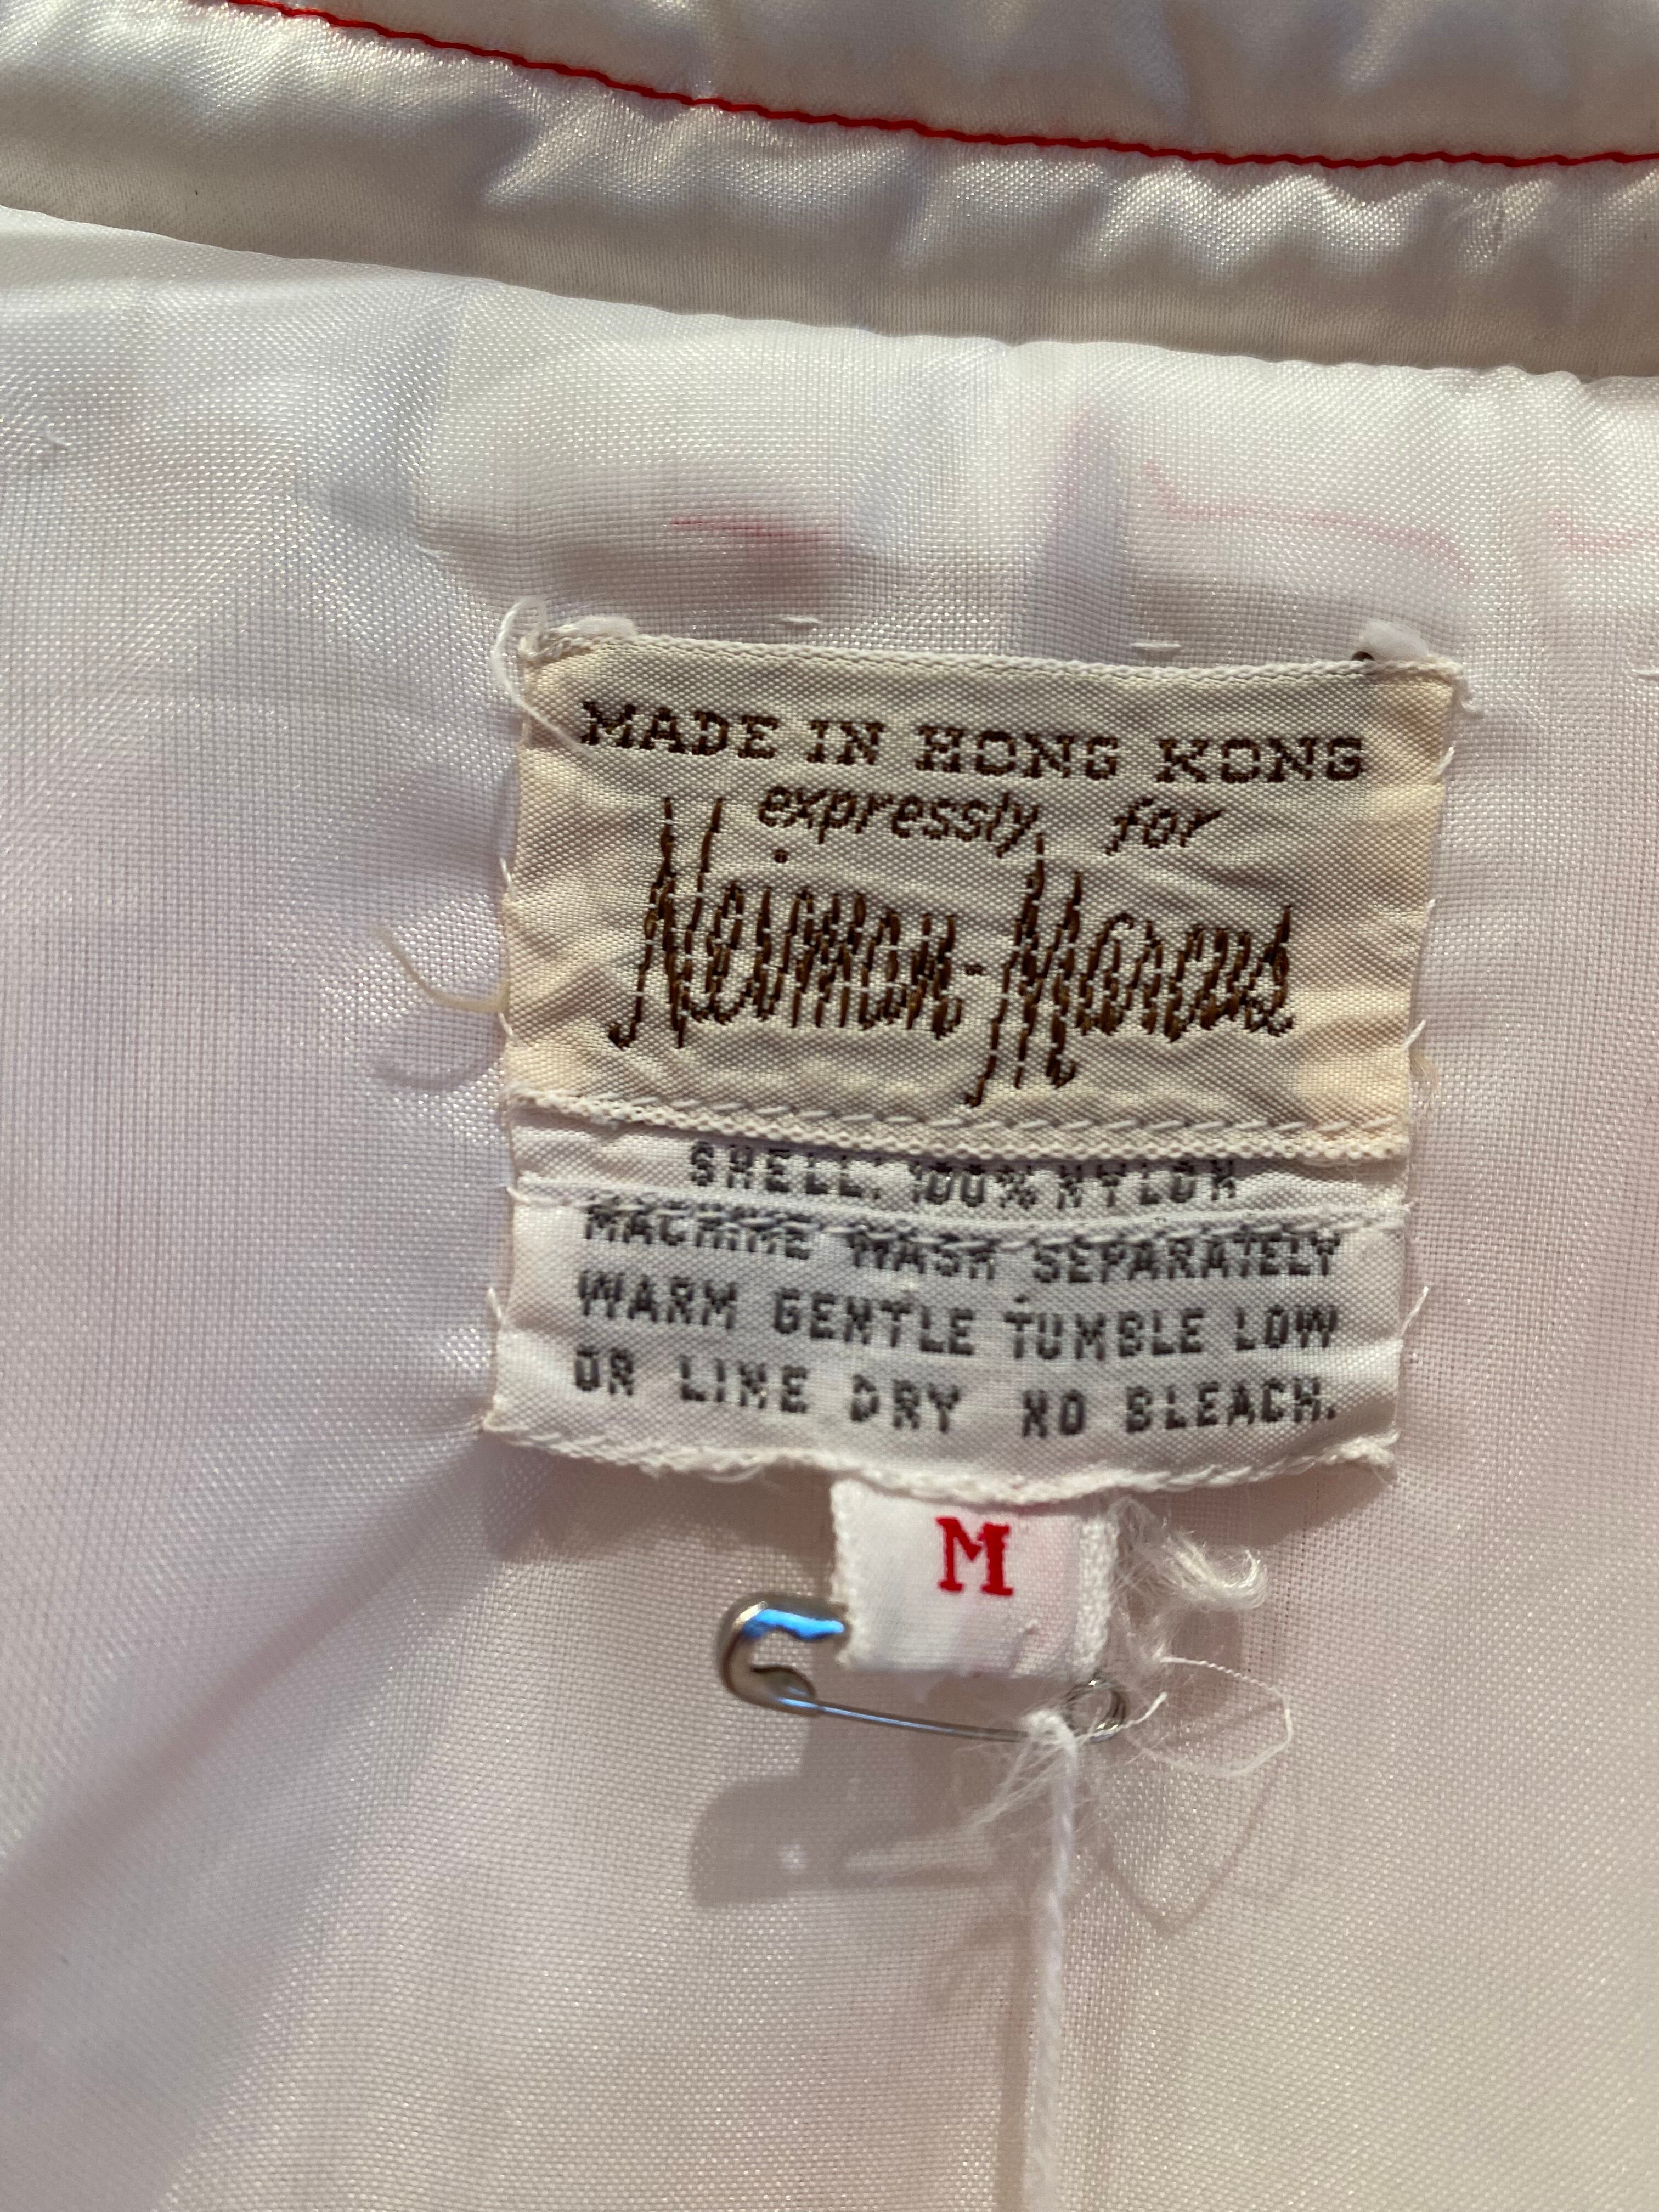 MADE IN HONG KONG
expressly for
Neiman-Marcus
SHELL: 100% NYLON
MACHINE WASH SEPARATELY
WARM GENTLE TUMBLE LOW
OR LINE DRY NO BLEACH.
M